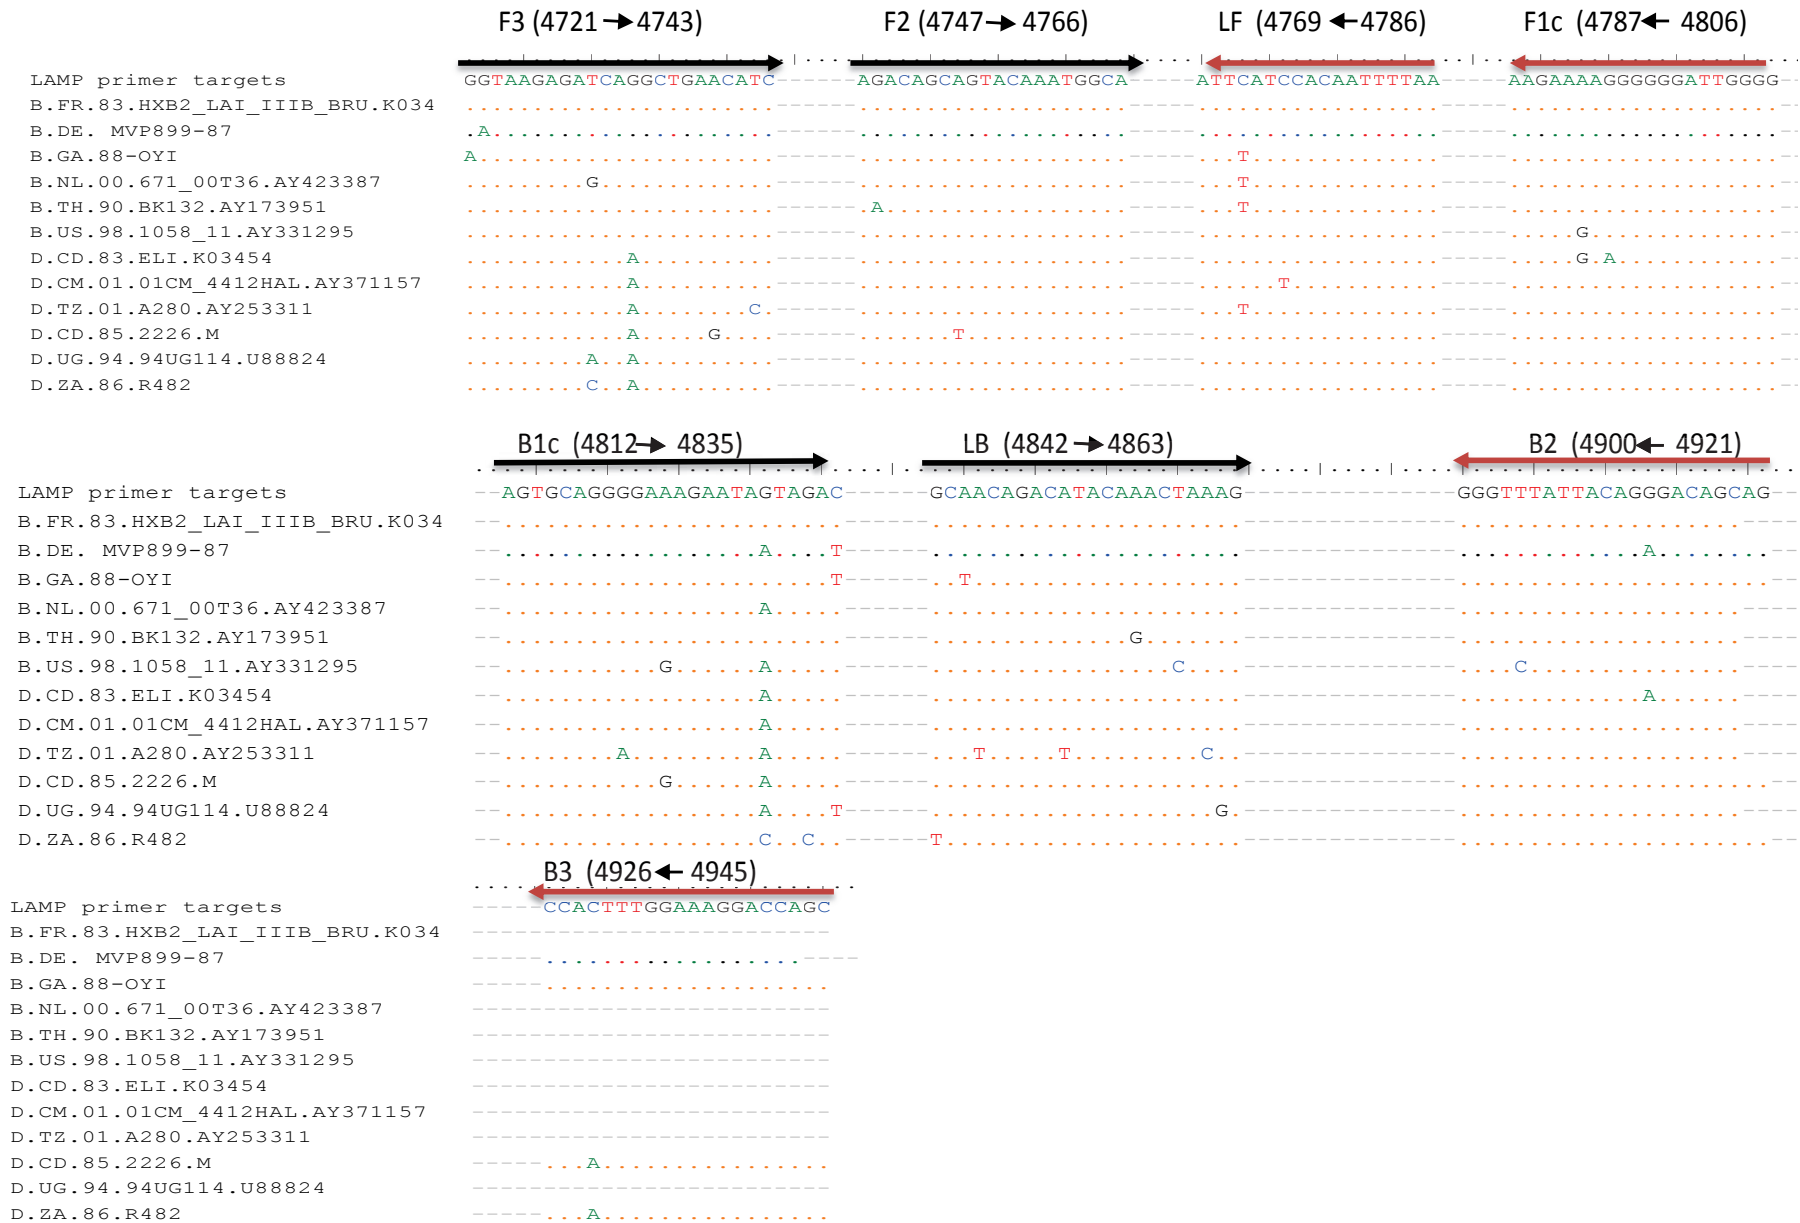 F3 (4721 → 4743) F2 (4747 → 4766) LF (4769 ← 4786) F1c (4787 ← 4806)
LAMP primer targets GGTAAGAGATCAGGCTGAACATC AGACAGCAGTACAAATGGCA ATTCATCCACAATTTTAA AAGAAAAGGGGGGATTGGGG
B.FR.83.HXB2_LAI_IIIB_BRU.K034
B.DE. MVP899-87 A
B.GA.88-OYI A T
B.NL.00.671_00T36.AY423387 G T
B.TH.90.BK132.AY173951 A T
B.US.98.1058_11.AY331295 G
D.CD.83.ELI.K03454 A G.A
D.CM.01.01CM_4412HAL.AY371157 A T
D.TZ.01.A280.AY253311 A C T
D.CD.85.2226.M A G T
D.UG.94.94UG114.U88824 A A
D.ZA.86.R482 C A
B1c (4812 → 4835) LB (4842 → 4863) B2 (4900 ← 4921)
LAMP primer targets AGTGCAGGGGAAAGAATAGTAGAC GCAACAGACATACAAACTAAAG GGGTTTATTACAGGGACAGCAG
B.FR.83.HXB2_LAI_IIIB_BRU.K034
B.DE. MVP899-87 A T A
B.GA.88-OYI T T
B.NL.00.671_00T36.AY423387 A
B.TH.90.BK132.AY173951 G
B.US.98.1058_11.AY331295 G A C C
D.CD.83.ELI.K03454 A A
D.CM.01.01CM_4412HAL.AY371157 A
D.TZ.01.A280.AY253311 A A T T C
D.CD.85.2226.M G A
D.UG.94.94UG114.U88824 A T G
D.ZA.86.R482 C C T
B3 (4926 ← 4945)
LAMP primer targets CCACTTTGGAAAGGACCAGC
B.FR.83.HXB2_LAI_IIIB_BRU.K034
B.DE. MVP899-87
B.GA.88-OYI
B.NL.00.671_00T36.AY423387
B.TH.90.BK132.AY173951
B.US.98.1058_11.AY331295
D.CD.83.ELI.K03454
D.CM.01.01CM_4412HAL.AY371157
D.TZ.01.A280.AY253311
D.CD.85.2226.M A
D.UG.94.94UG114.U88824
D.ZA.86.R482 A